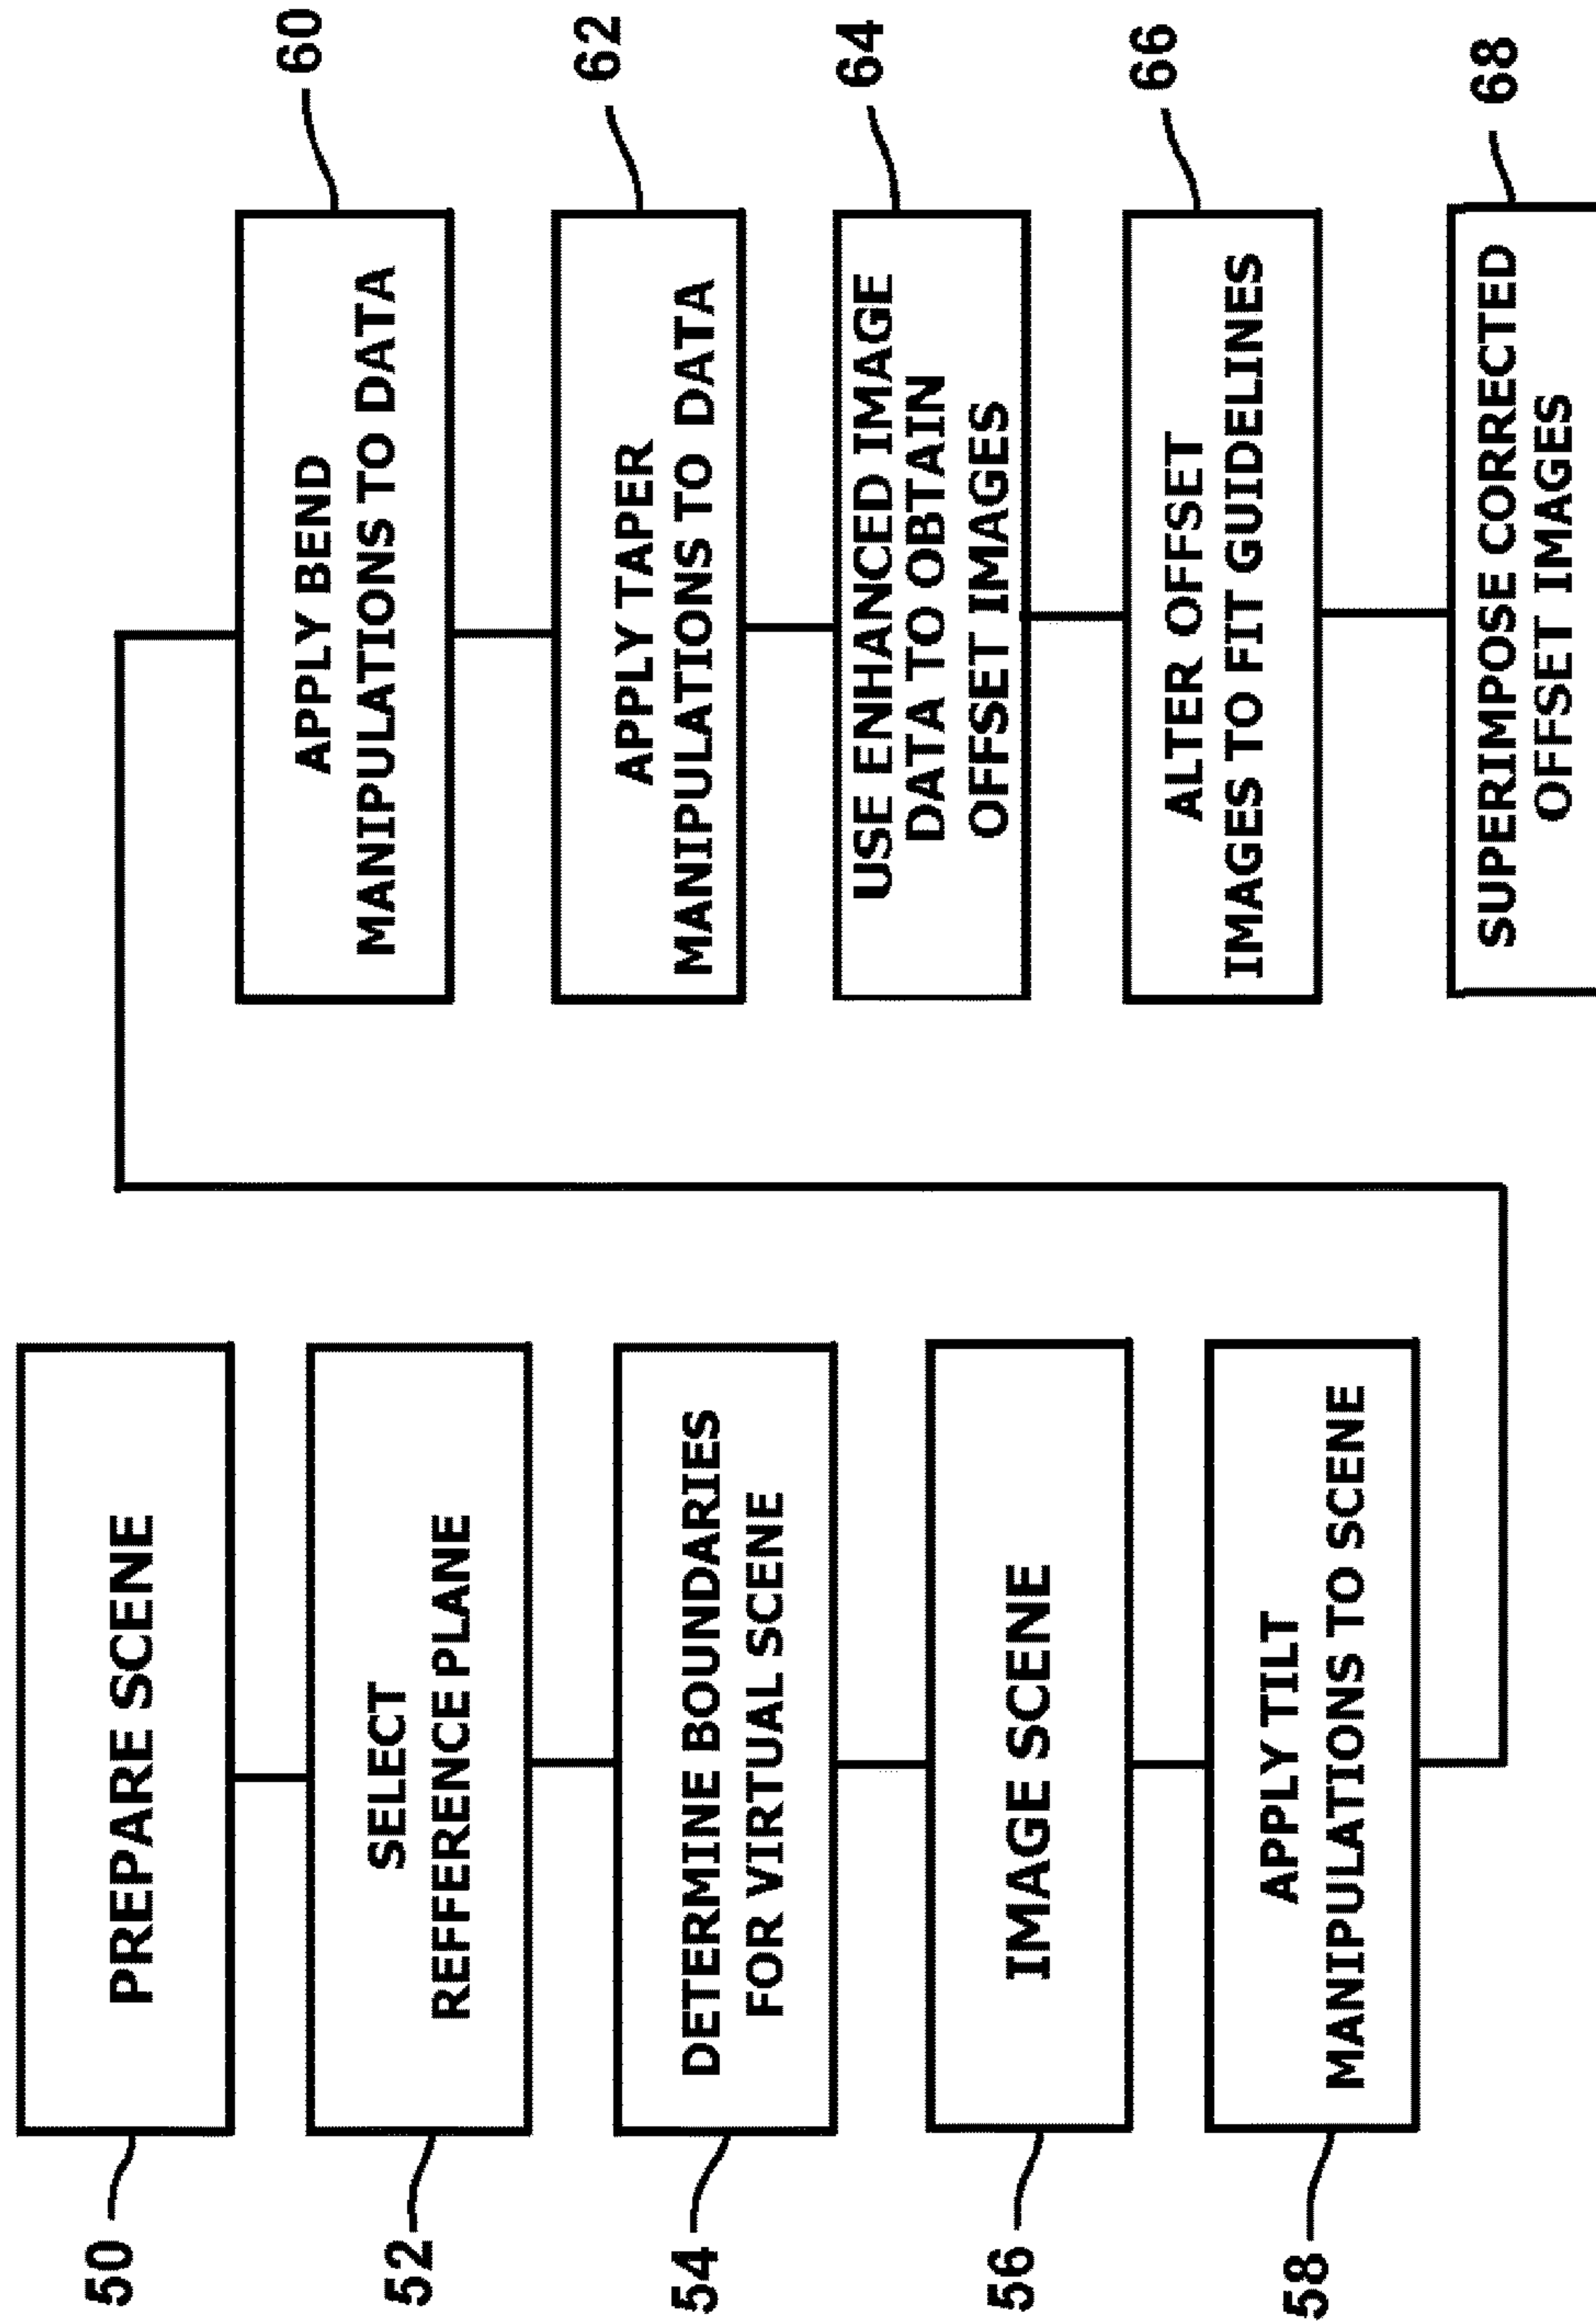 50
PREPARE SCENE
52
SELECT
REFFERENCE PLANE
54
DETERMINE BOUNDARIES
FOR VIRTUAL SCENE
56
IMAGE SCENE
58
APPLY TILT
MANIPULATIONS TO SCENE
60
APPLY BEND
MANIPULATIONS TO DATA
62
APPLY TAPER
MANIPULATIONS TO DATA
64
USE ENHANCED IMAGE
DATA TO OBTAIN
OFFSET IMAGES
66
ALTER OFFSET
IMAGES TO FIT GUIDELINES
68
SUPERIMPOSE CORRECTED
OFFSET IMAGES